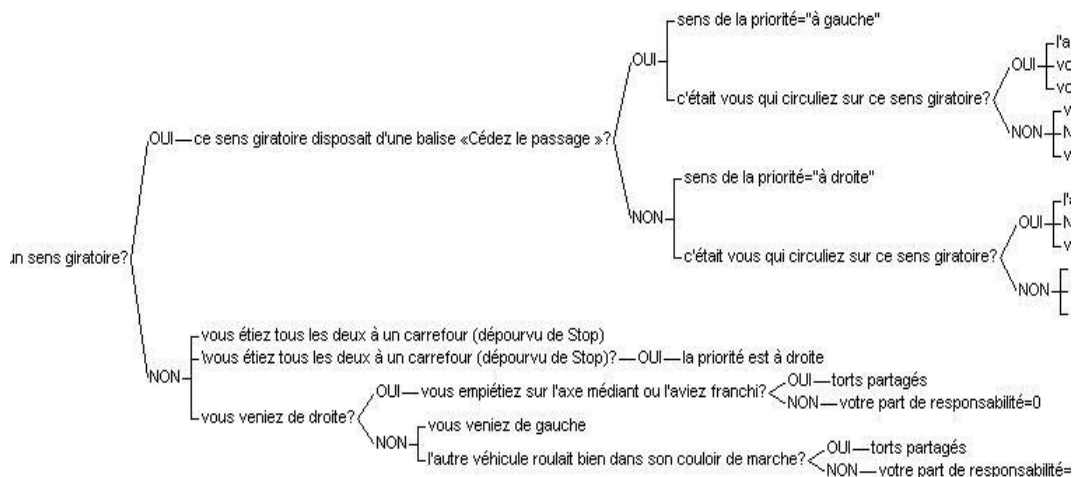 sens de la priorité="à gauche"
OUI
c'était vous qui circuliez sur ce sens giratoire?
OUI
l'a
vo
vo
NON
v
N
v
OUI
ce sens giratoire disposait d'une balise «Cédez le passage »?
NON
sens de la priorité="à droite"
c'était vous qui circuliez sur ce sens giratoire?
OUI
l'a
N
v
NON
un sens giratoire?
NON
vous étiez tous les deux à un carrefour (dépourvu de Stop)
\vous étiez tous les deux à un carrefour (dépourvu de Stop)?
OUI
la priorité est à droite
vous veniez de droite?
OUI
vous empiétiez sur l'axe médiant ou l'aviez franchi?
OUI
torts partagés
NON
votre part de responsabilité=0
NON
vous veniez de gauche
l'autre véhicule roulait bien dans son couloir de marche?
OUI
torts partagés
NON
votre part de responsabilité=